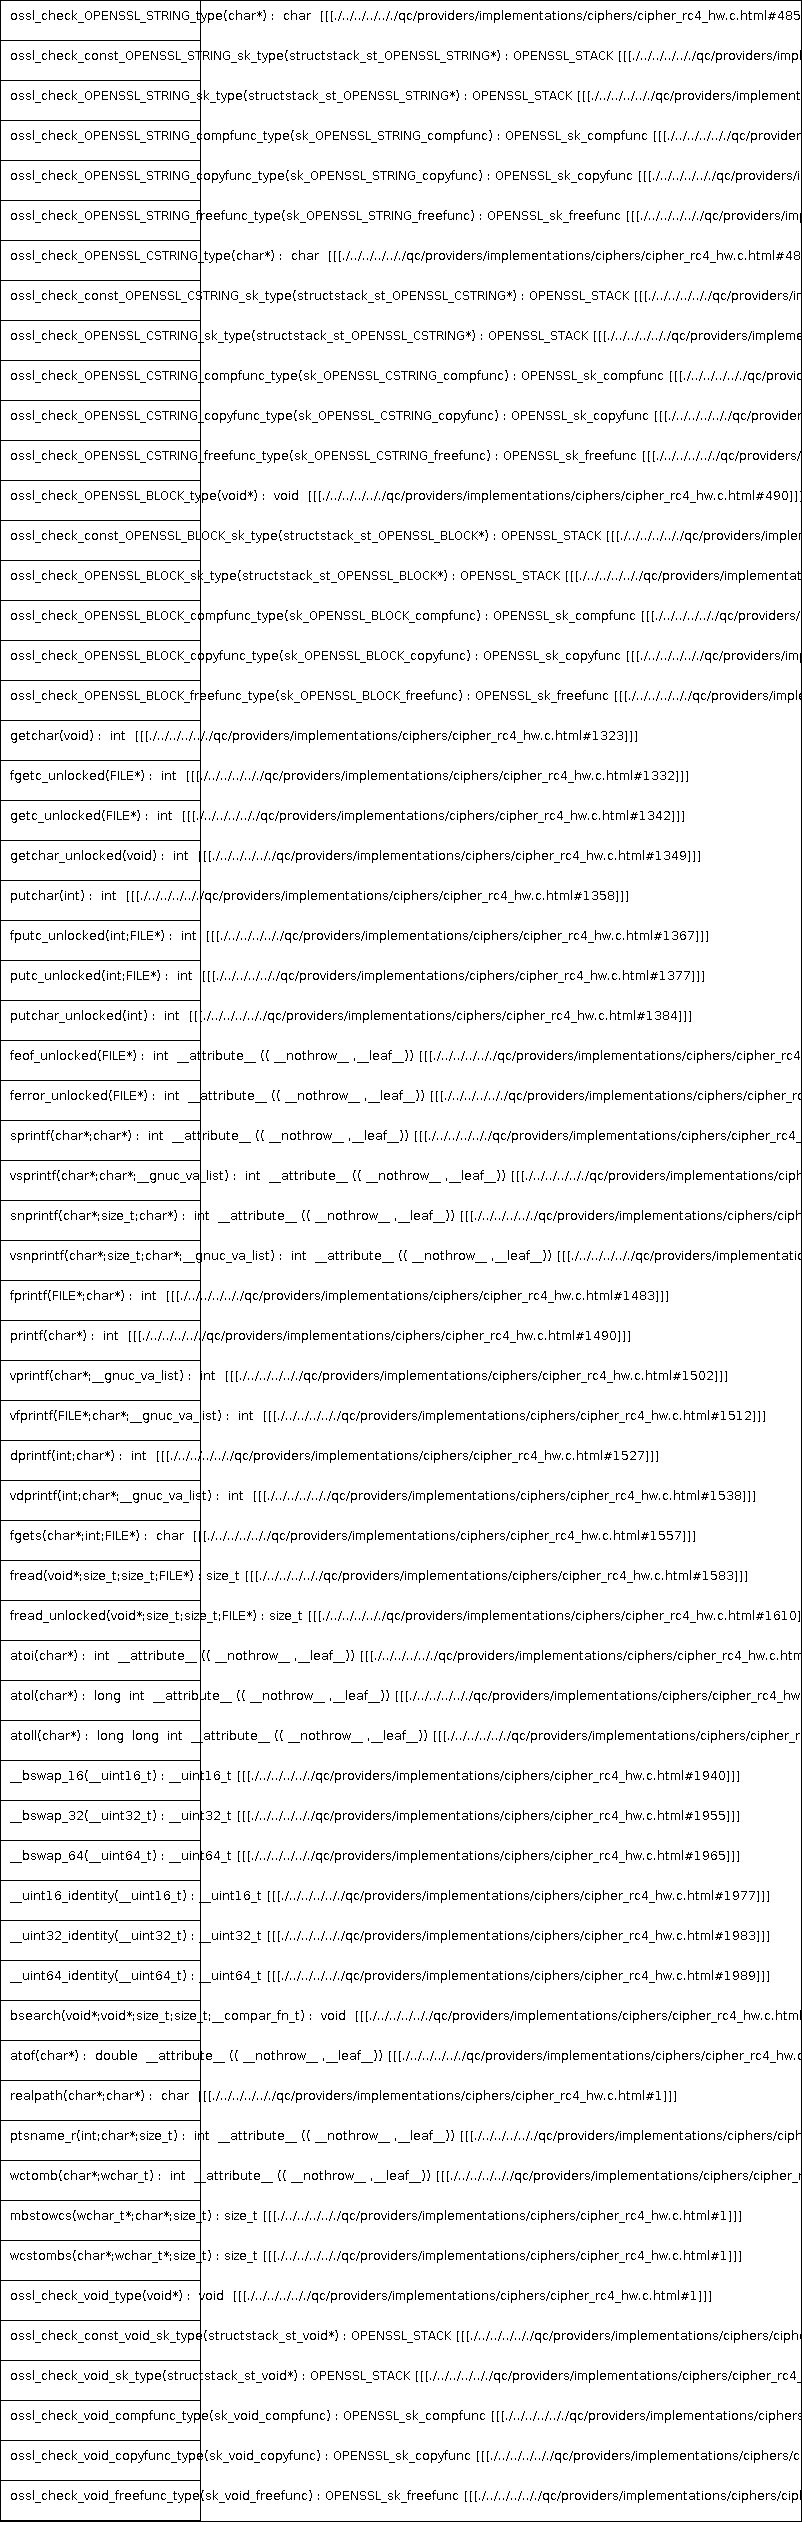 ossl_check_OPENSSL_STRING_type(char*) : char [[[./../../../../qc/providers/implementations/ciphers/cipher_rc4_hw.c.html#485
ossl_check_const_OPENSSL_STRING_sk_type(structstack_st_OPENSSL_STRING*) : OPENSSL_STACK [[[./../../../../qc/providers/impl
ossl_check_OPENSSL_STRING_sk_type(structstack_st_OPENSSL_STRING*) : OPENSSL_STACK [[[./../../../../qc/providers/implement
ossl_check_OPENSSL_STRING_compfunc_type(sk_OPENSSL_STRING_compfunc) : OPENSSL_sk_compfunc [[[./../../../../qc/provider
ossl_check_OPENSSL_STRING_copyfunc_type(sk_OPENSSL_STRING_copyfunc) : OPENSSL_sk_copyfunc [[[./../../../../qc/providers/i
ossl_check_OPENSSL_STRING_freefunc_type(sk_OPENSSL_STRING_freefunc) : OPENSSL_sk_freefunc [[[./../../../../qc/providers/im
ossl_check_OPENSSL_CSTRING_type(char*) : char [[[./../../../../qc/providers/implementations/ciphers/cipher_rc4_hw.c.html#48
ossl_check_const_OPENSSL_CSTRING_sk_type(structstack_st_OPENSSL_CSTRING*) : OPENSSL_STACK [[[./../../../../qc/providers/i
ossl_check_OPENSSL_CSTRING_sk_type(structstack_st_OPENSSL_CSTRING*) : OPENSSL_STACK [[[./../../../../qc/providers/impleme
ossl_check_OPENSSL_CSTRING_compfunc_type(sk_OPENSSL_CSTRING_compfunc) : OPENSSL_sk_compfunc [[[./../../../../qc/provid
ossl_check_OPENSSL_CSTRING_copyfunc_type(sk_OPENSSL_CSTRING_copyfunc) : OPENSSL_sk_copyfunc [[[./../../../../qc/provider
ossl_check_OPENSSL_CSTRING_freefunc_type(sk_OPENSSL_CSTRING_freefunc) : OPENSSL_sk_freefunc [[[./../../../../qc/providers/
ossl_check_OPENSSL_BLOCK_type(void*) : void [[[./../../../../qc/providers/implementations/ciphers/cipher_rc4_hw.c.html#490]]]
ossl_check_const_OPENSSL_BLOCK_sk_type(structstack_st_OPENSSL_BLOCK*) : OPENSSL_STACK [[[./../../../../qc/providers/implem
ossl_check_OPENSSL_BLOCK_sk_type(structstack_st_OPENSSL_BLOCK*) : OPENSSL_STACK [[[./../../../../qc/providers/implementat
ossl_check_OPENSSL_BLOCK_compfunc_type(sk_OPENSSL_BLOCK_compfunc) : OPENSSL_sk_compfunc [[[./../../../../qc/providers/
ossl_check_OPENSSL_BLOCK_copyfunc_type(sk_OPENSSL_BLOCK_copyfunc) : OPENSSL_sk_copyfunc [[[./../../../../qc/providers/im
ossl_check_OPENSSL_BLOCK_freefunc_type(sk_OPENSSL_BLOCK_freefunc) : OPENSSL_sk_freefunc [[[./../../../../qc/providers/imple
getchar(void) : int [[[./../../../../qc/providers/implementations/ciphers/cipher_rc4_hw.c.html#1323]]]
fgetc_unlocked(FILE*) : int [[[./../../../../qc/providers/implementations/ciphers/cipher_rc4_hw.c.html#1332]]]
getc_unlocked(FILE*) : int [[[./../../../../qc/providers/implementations/ciphers/cipher_rc4_hw.c.html#1342]]]
getchar_unlocked(void) : int [[[./../../../../qc/providers/implementations/ciphers/cipher_rc4_hw.c.html#1349]]]
putchar(int) : int [[[./../../../../qc/providers/implementations/ciphers/cipher_rc4_hw.c.html#1358]]]
fputc_unlocked(int;FILE*) : int [[[./../../../../qc/providers/implementations/ciphers/cipher_rc4_hw.c.html#1367]]]
putc_unlocked(int;FILE*) : int [[[./../../../../qc/providers/implementations/ciphers/cipher_rc4_hw.c.html#1377]]]
putchar_unlocked(int) : int [[[./../../../../qc/providers/implementations/ciphers/cipher_rc4_hw.c.html#1384]]]
feof_unlocked(FILE*) : int __attribute__ (( __nothrow__ ,__leaf__)) [[[./../../../../qc/providers/implementations/ciphers/cipher_rc4
ferror_unlocked(FILE*) : int __attribute__ (( __nothrow__ ,__leaf__)) [[[./../../../../qc/providers/implementations/ciphers/cipher_rc
sprintf(char*;char*) : int __attribute__ (( __nothrow__ ,__leaf__)) [[[./../../../../qc/providers/implementations/ciphers/cipher_rc4_
vsprintf(char*;char*;__gnuc_va_list) : int __attribute__ (( __nothrow__ ,__leaf__)) [[[./../../../../qc/providers/implementations/ciph
snprintf(char*;size_t;char*) : int __attribute__ (( __nothrow__ ,__leaf__)) [[[./../../../../qc/providers/implementations/ciphers/ciph
vsnprintf(char*;size_t;char*;__gnuc_va_list) : int __attribute__ (( __nothrow__ ,__leaf__)) [[[./../../../../qc/providers/implementatio
fprintf(FILE*;char*) : int [[[./../../../../qc/providers/implementations/ciphers/cipher_rc4_hw.c.html#1483]]]
printf(char*) : int [[[./../../../../qc/providers/implementations/ciphers/cipher_rc4_hw.c.html#1490]]]
vprintf(char*;__gnuc_va_list) : int [[[./../../../../qc/providers/implementations/ciphers/cipher_rc4_hw.c.html#1502]]]
vfprintf(FILE*;char*;__gnuc_va_list) : int [[[./../../../../qc/providers/implementations/ciphers/cipher_rc4_hw.c.html#1512]]]
dprintf(int;char*) : int [[[./../../../../qc/providers/implementations/ciphers/cipher_rc4_hw.c.html#1527]]]
vdprintf(int;char*;__gnuc_va_list) : int [[[./../../../../qc/providers/implementations/ciphers/cipher_rc4_hw.c.html#1538]]]
fgets(char*;int;FILE*) : char [[[./../../../../qc/providers/implementations/ciphers/cipher_rc4_hw.c.html#1557]]]
fread(void*;size_t;size_t;FILE*) : size_t [[[./../../../../qc/providers/implementations/ciphers/cipher_rc4_hw.c.html#1583]]]
fread_unlocked(void*;size_t;size_t;FILE*) : size_t [[[./../../../../qc/providers/implementations/ciphers/cipher_rc4_hw.c.html#1610]
atoi(char*) : int __attribute__ (( __nothrow__ ,__leaf__)) [[[./../../../../qc/providers/implementations/ciphers/cipher_rc4_hw.c.htm
atol(char*) : long int __attribute__ (( __nothrow__ ,__leaf__)) [[[./../../../../qc/providers/implementations/ciphers/cipher_rc4_hw
atoll(char*) : long long int __attribute__ (( __nothrow__ ,__leaf__)) [[[./../../../../qc/providers/implementations/ciphers/cipher_r
__bswap_16(__uint16_t) : __uint16_t [[[./../../../../qc/providers/implementations/ciphers/cipher_rc4_hw.c.html#1940]]]
__bswap_32(__uint32_t) : __uint32_t [[[./../../../../qc/providers/implementations/ciphers/cipher_rc4_hw.c.html#1955]]]
__bswap_64(__uint64_t) : __uint64_t [[[./../../../../qc/providers/implementations/ciphers/cipher_rc4_hw.c.html#1965]]]
__uint16_identity(__uint16_t) : __uint16_t [[[./../../../../qc/providers/implementations/ciphers/cipher_rc4_hw.c.html#1977]]]
__uint32_identity(__uint32_t) : __uint32_t [[[./../../../../qc/providers/implementations/ciphers/cipher_rc4_hw.c.html#1983]]]
__uint64_identity(__uint64_t) : __uint64_t [[[./../../../../qc/providers/implementations/ciphers/cipher_rc4_hw.c.html#1989]]]
bsearch(void*;void*;size_t;size_t;__compar_fn_t) : void [[[./../../../../qc/providers/implementations/ciphers/cipher_rc4_hw.c.html
atof(char*) : double __attribute__ (( __nothrow__ ,__leaf__)) [[[./../../../../qc/providers/implementations/ciphers/cipher_rc4_hw.c
realpath(char*;char*) : char [[[./../../../../qc/providers/implementations/ciphers/cipher_rc4_hw.c.html#1]]]
ptsname_r(int;char*;size_t) : int __attribute__ (( __nothrow__ ,__leaf__)) [[[./../../../../qc/providers/implementations/ciphers/ciph
wctomb(char*;wchar_t) : int __attribute__ (( __nothrow__ ,__leaf__)) [[[./../../../../qc/providers/implementations/ciphers/cipher_r
mbstowcs(wchar_t*;char*;size_t) : size_t [[[./../../../../qc/providers/implementations/ciphers/cipher_rc4_hw.c.html#1]]]
wcstombs(char*;wchar_t*;size_t) : size_t [[[./../../../../qc/providers/implementations/ciphers/cipher_rc4_hw.c.html#1]]]
ossl_check_void_type(void*) : void [[[./../../../../qc/providers/implementations/ciphers/cipher_rc4_hw.c.html#1]]]
ossl_check_const_void_sk_type(structstack_st_void*) : OPENSSL_STACK [[[./../../../../qc/providers/implementations/ciphers/ciphe
ossl_check_void_sk_type(structstack_st_void*) : OPENSSL_STACK [[[./../../../../qc/providers/implementations/ciphers/cipher_rc4_
ossl_check_void_compfunc_type(sk_void_compfunc) : OPENSSL_sk_compfunc [[[./../../../../qc/providers/implementations/ciphers
ossl_check_void_copyfunc_type(sk_void_copyfunc) : OPENSSL_sk_copyfunc [[[./../../../../qc/providers/implementations/ciphers/c
ossl_check_void_freefunc_type(sk_void_freefunc) : OPENSSL_sk_freefunc [[[./../../../../qc/providers/implementations/ciphers/ciph